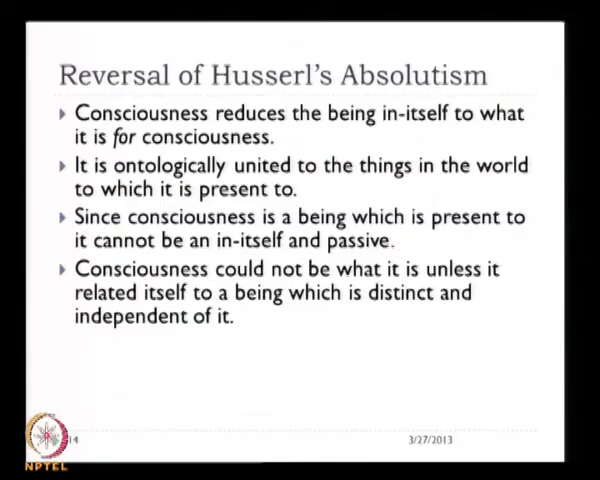 Reversal of Husserl's Absolutism
Consciousness reduces the being in-itself to what
it is for consciousness.
It is ontologically united to the things in the world
to which it is present to.
Since consciousness is a being which is present to
it cannot be an in-itself and passive.
Consciousness could not be what it is unless it
related itself to a being which is distinct and
independent of it.
14
3/27/2013
NPTEL